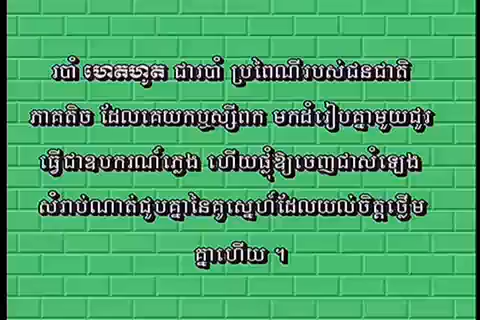 របាំ ហេតហូត ជារបាំ ប្រពៃណីរបស់ជនជាតិ
ភាគតិច ដែលគេយកឬស្សីពក មកដំរៀបគ្នាមួយជួរ
ធ្វើជាឧបករណ៍ភ្លេង ហើយផ្លុំឱ្យចេញជាសំឡេង
សំរាប់ណាត់ជូបគ្នានៃគូស្នេហ៍ដែលយល់ចិត្តថ្លើម
គ្នាហើយ ។